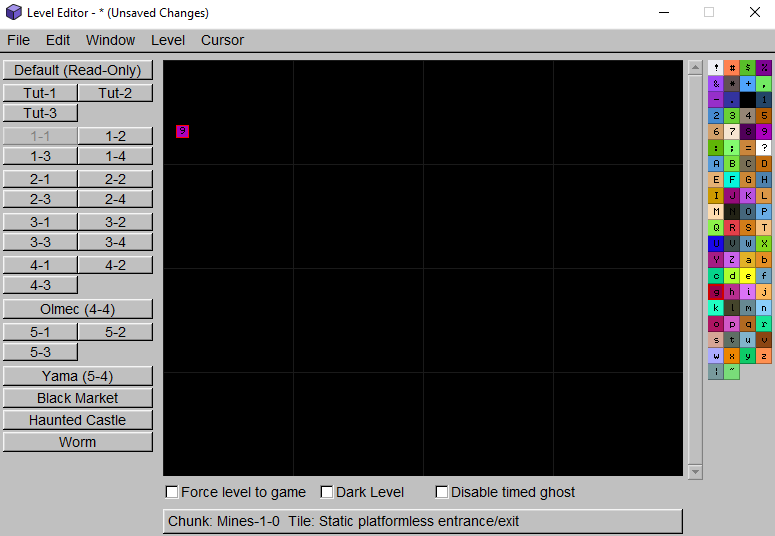 Level Editor - * (Unsaved Changes)
File Edit Window Level Cursor
Default (Read-Only)
Tut-1 Tut-2
Tut-3
1-1 1-2
1-3 1-4
2-1 2-2
2-3 2-4
3-1 3-2
3-3 3-4
4-1 4-2
4-3
Olmec (4-4)
5-1 5-2
5-3
Yama (5-4)
Black Market
Haunted Castle
Worm
9
! # $ %
& * + ,
- . 1
2 3 4 5
6 7 8 9
: ; = ?
A B C D
E F G H
I J K L
M N O P
Q R S T
U V W X
Y Z a b
c d e f
g h i j
k l m n
o p q r
s t u v
w x y z
| ~
Force level to game Dark Level Disable timed ghost
Chunk: Mines-1-0 Tile: Static platformless entrance/exit